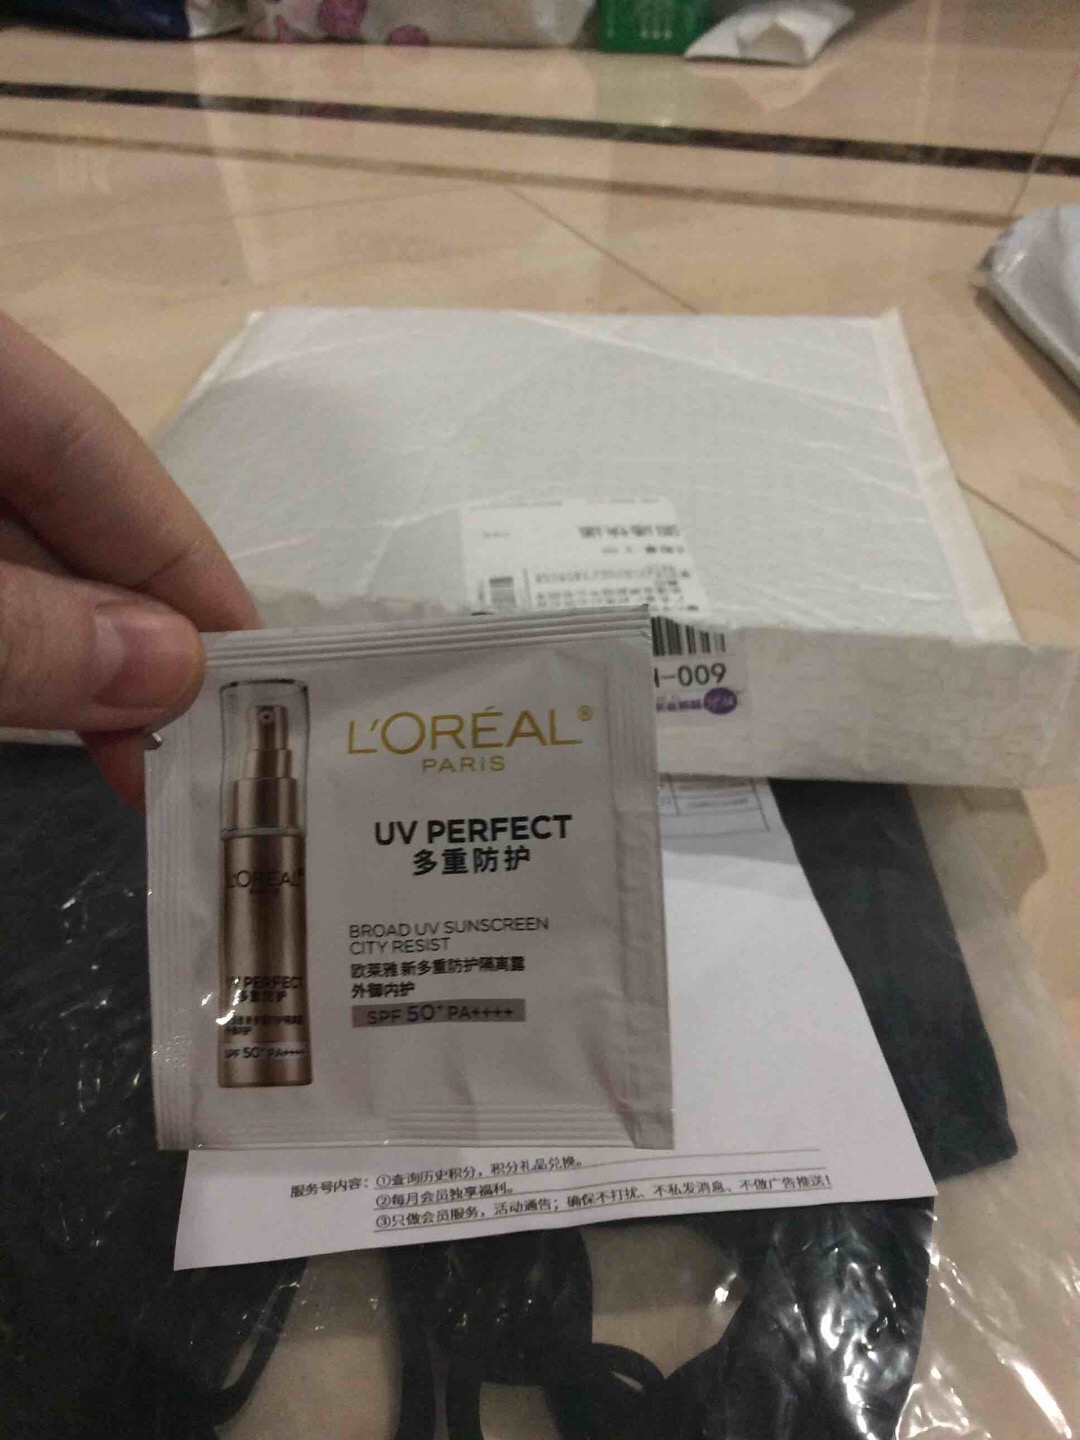 H-009
L'ORÉAL®
PARIS
UV PERFECT
多重防护
BROAD UV SUNSCREEN
CITY RESIST
欧莱雅新多重防护隔离露
外御内护
SPF 50+ PA++++
L'ORÉAL
UV PERFECT
多重防护
SPF 50+ PA++++
服务号内容：①查询历史积分，积分礼品兑换。
②每月会员独享福利。
③只做会员服务，活动通告；确保不打扰、不私发消息、不做广告推送！